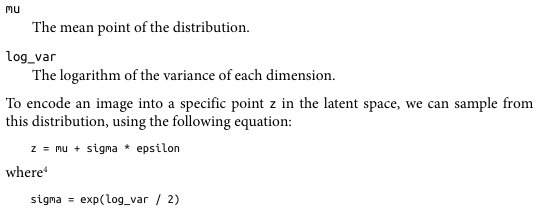 mu
The mean point of the distribution.
log_var
The logarithm of the variance of each dimension.
To encode an image into a specific point z in the latent space, we can sample from
this distribution, using the following equation:
z = mu + sigma * epsilon
where⁴
sigma = exp(log_var / 2)